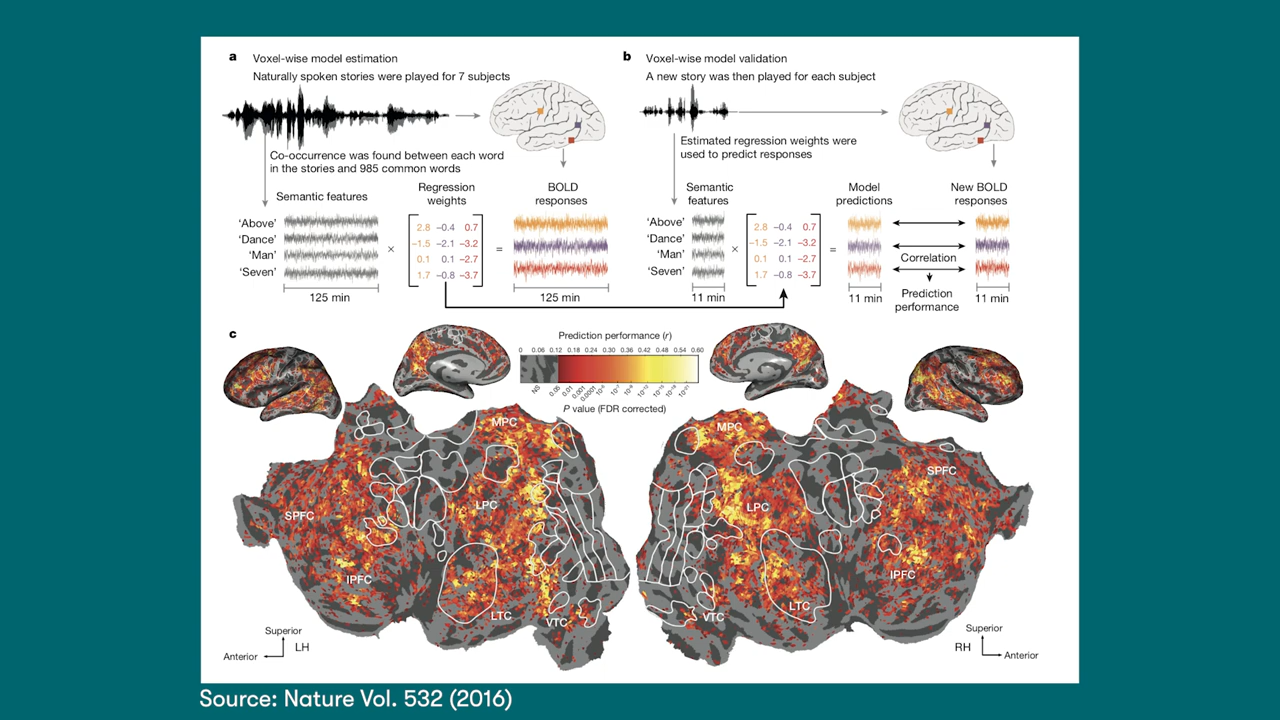 a Voxel-wise model estimation
Naturally spoken stories were played for 7 subjects
Co-occurrence was found between each word
in the stories and 985 common words
Semantic features
Regression
weights
BOLD
responses
'Above'
'Dance'
'Man'
'Seven'
2.8 −0.4 0.7
−1.5 −2.1 −3.2
0.1 0.1 −2.7
1.7 −0.8 −3.7
×
=
125 min
125 min
b Voxel-wise model validation
A new story was then played for each subject
Estimated regression weights were
used to predict responses
Semantic
features
Model
predictions
New BOLD
responses
'Above'
'Dance'
'Man'
'Seven'
×
2.8 −0.4 0.7
−1.5 −2.1 −3.2
0.1 0.1 −2.7
1.7 −0.8 −3.7
=
Correlation
Prediction
performance
11 min
11 min
11 min
c
Prediction performance (r)
0 0.06 0.12 0.18 0.24 0.30 0.36 0.42 0.48 0.54 0.60
NS 0.05 0.01 0.001 0.0001
P value (FDR corrected)
MPC
LPC
SPFC
IPFC
LTC
VTC
MPC
LPC
SPFC
IPFC
LTC
VTC
Superior
Anterior
LH
Superior
RH
Anterior
Source: Nature Vol. 532 (2016)